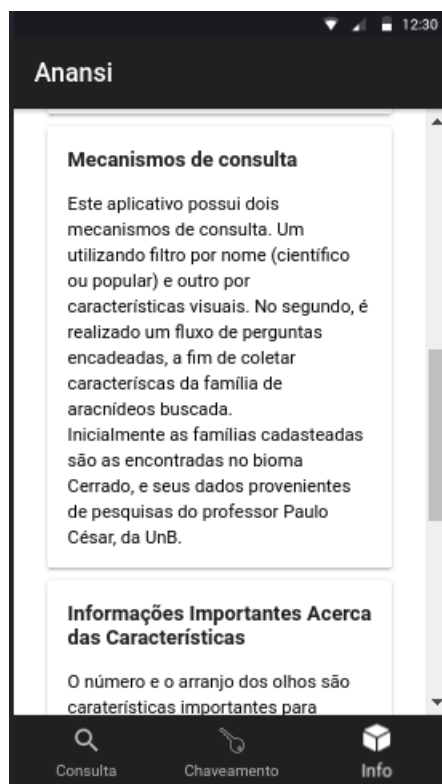 12:30
Anansi
Mecanismos de consulta
Este aplicativo possui dois
mecanismos de consulta. Um
utilizando filtro por nome (científico
ou popular) e outro por
características visuais. No segundo, é
realizado um fluxo de perguntas
encadeadas, a fim de coletar
caracteríscas da família de
aracnídeos buscada.
Inicialmente as famílias cadasteadas
são as encontradas no bioma
Cerrado, e seus dados provenientes
de pesquisas do professor Paulo
César, da UnB.
Informações Importantes Acerca
das Características
O número e o arranjo dos olhos são
caraterísticas importantes para
Consulta Chaveamento Info